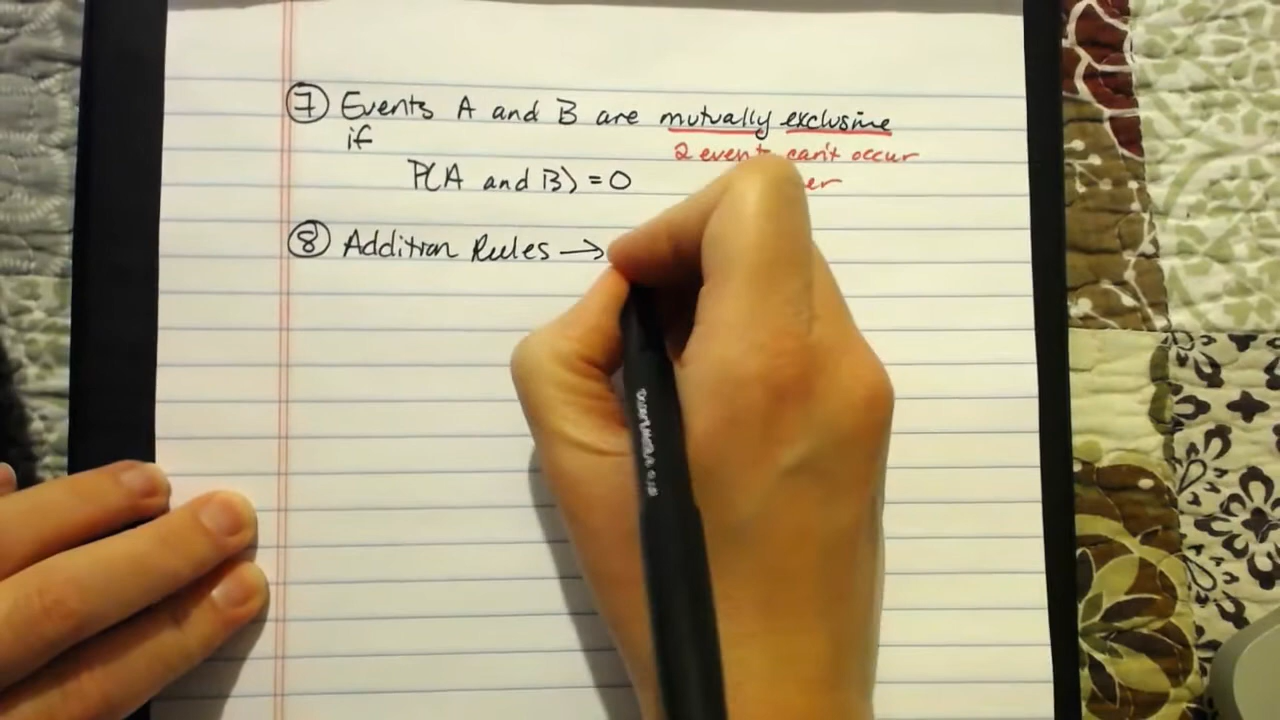 ⑦ Events A and B are mutually exclusive
if
2 events can't occur
P(A and B) = 0
⑧ Addition Rules →